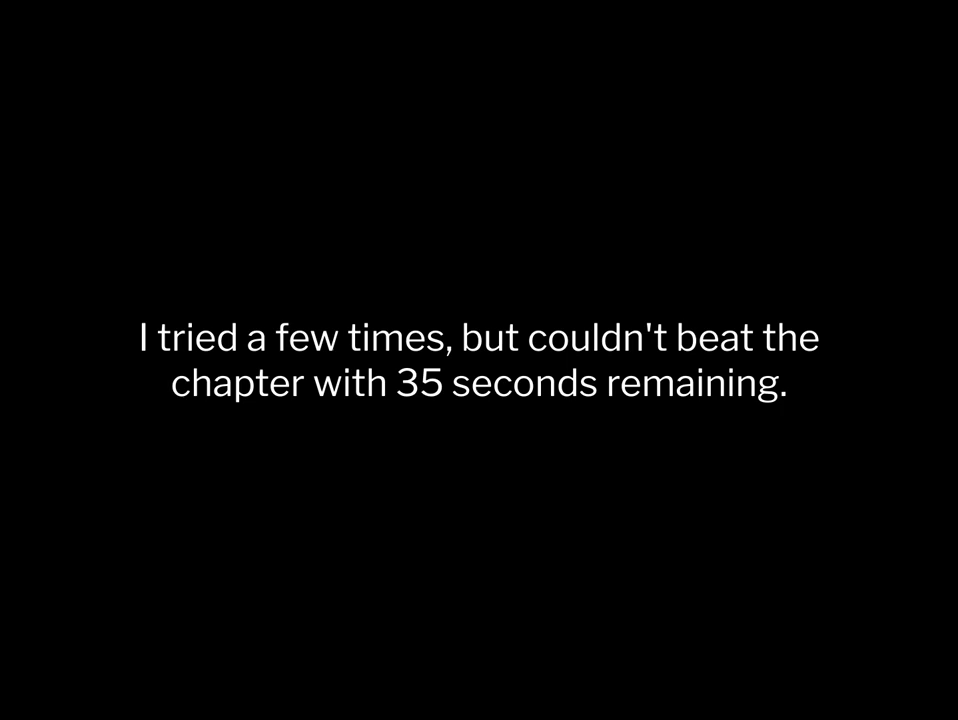 I tried a few times, but couldn't beat the
chapter with 35 seconds remaining.